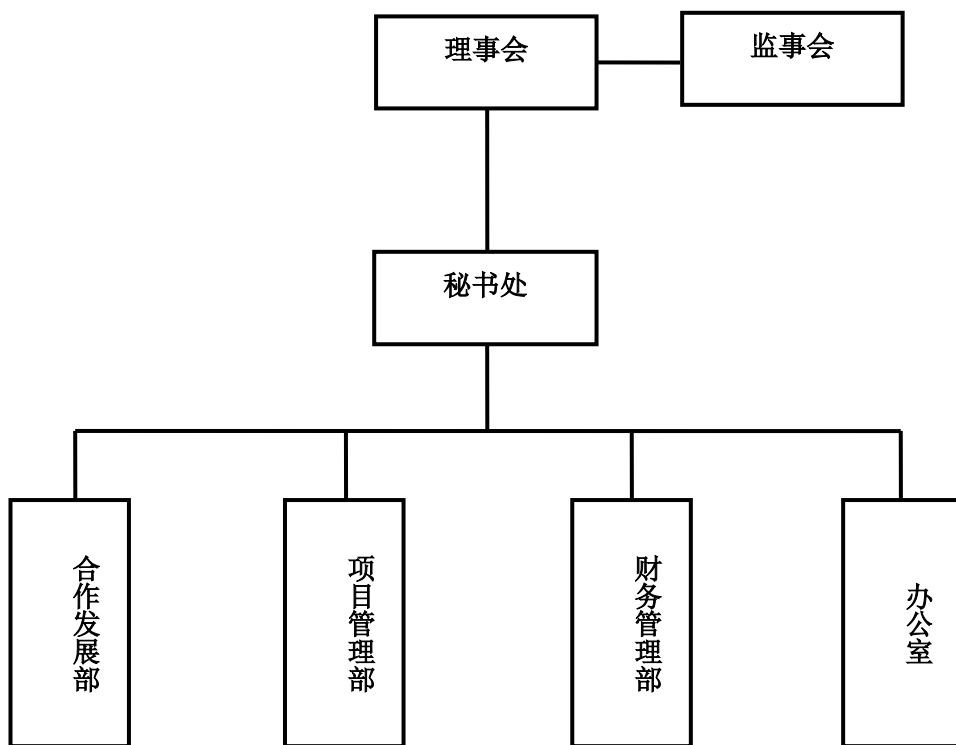 理事会
监事会
秘书处
合作发展部
项目管理部
财务管理部
办公室